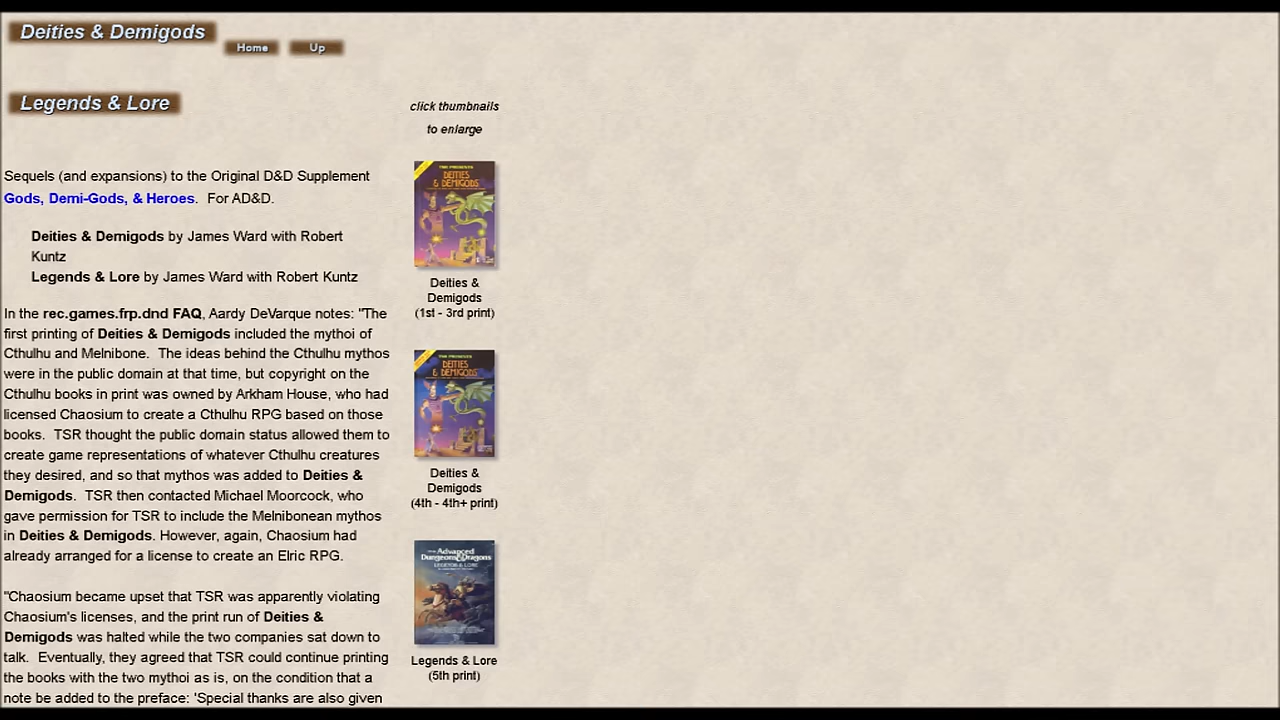 Deities & Demigods
Home
Up
Legends & Lore
click thumbnails
to enlarge
Sequels (and expansions) to the Original D&D Supplement
Gods, Demi-Gods, & Heroes.  For AD&D.
Deities & Demigods by James Ward with Robert
Kuntz
Legends & Lore by James Ward with Robert Kuntz
In the rec.games.frp.dnd FAQ, Aardy DeVarque notes: "The
first printing of Deities & Demigods included the mythoi of
Cthulhu and Melnibone.  The ideas behind the Cthulhu mythos
were in the public domain at that time, but copyright on the
Cthulhu books in print was owned by Arkham House, who had
licensed Chaosium to create a Cthulhu RPG based on those
books.  TSR thought the public domain status allowed them to
create game representations of whatever Cthulhu creatures
they desired, and so that mythos was added to Deities &
Demigods.  TSR then contacted Michael Moorcock, who
gave permission for TSR to include the Melnibonean mythos
in Deities & Demigods. However, again, Chaosium had
already arranged for a license to create an Elric RPG.
"Chaosium became upset that TSR was apparently violating
Chaosium's licenses, and the print run of Deities &
Demigods was halted while the two companies sat down to
talk.  Eventually, they agreed that TSR could continue printing
the books with the two mythoi as is, on the condition that a
note be added to the preface: 'Special thanks are also given
DEITIES
& DEMIGODS
Deities &
Demigods
(1st - 3rd print)
DEITIES
& DEMIGODS
Deities &
Demigods
(4th - 4th+ print)
Advanced
Dungeons & Dragons
LEGENDS & LORE
Legends & Lore
(5th print)